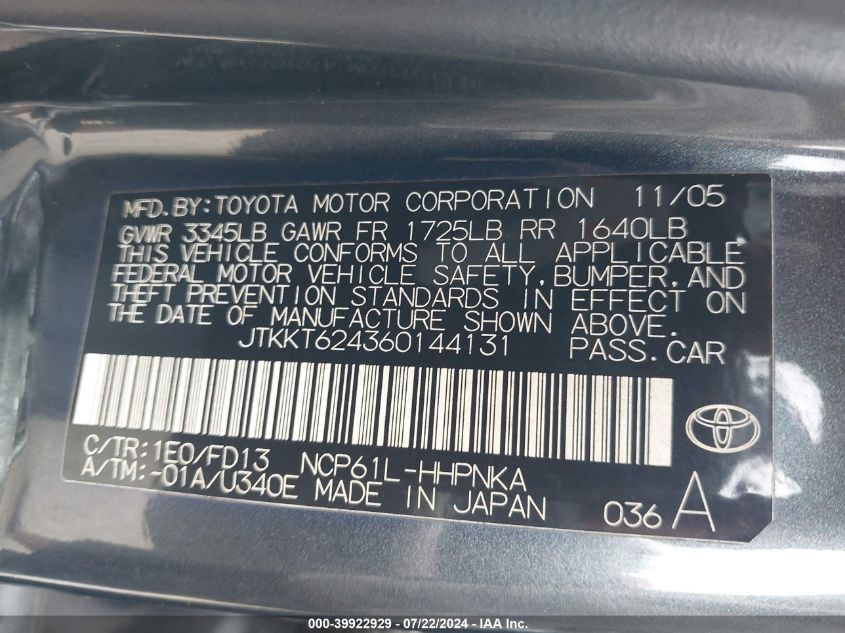 MFD.BY:TOYOTA MOTOR CORPORATION 11/05
GVWR 3345LB GAWR FR 1725LB RR 1640LB
THIS VEHICLE CONFORMS TO ALL APPLICABLE
FEDERAL MOTOR VEHICLE SAFETY,BUMPER,AND
THEFT PREVENTION STANDARDS IN EFFECT ON
THE DATE OF MANUFACTURE SHOWN ABOVE.
JTKKT624360144131 PASS.CAR
C/TR:1E0/FD13 NCP61L-HHPNKA
A/TM:-01A/U340E MADE IN JAPAN
036 A
000-39922929 - 07/22/2024 - IAA Inc.